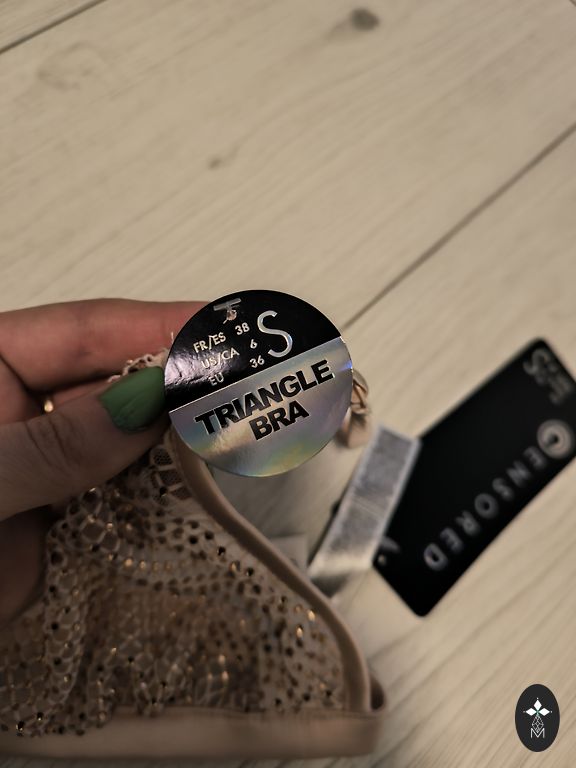 FR/ES 38
US/CA 6
EU 36
S
TRIANGLE
BRA
CENSORED
M